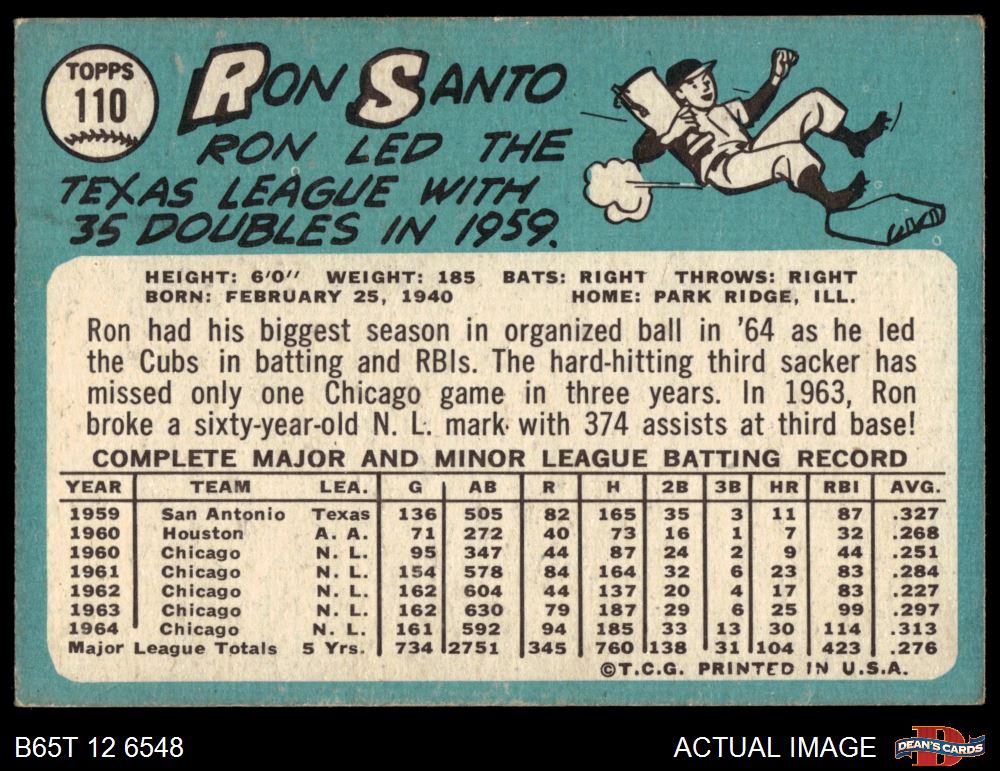 TOPPS
110
RON SANTO
RON LED THE
TEXAS LEAGUE WITH
35 DOUBLES IN 1959.
HEIGHT: 6'0" WEIGHT: 185 BATS: RIGHT THROWS: RIGHT
BORN: FEBRUARY 25, 1940 HOME: PARK RIDGE, ILL.
Ron had his biggest season in organized ball in '64 as he led
the Cubs in batting and RBIs. The hard-hitting third sacker has
missed only one Chicago game in three years. In 1963, Ron
broke a sixty-year-old N. L. mark with 374 assists at third base!
COMPLETE MAJOR AND MINOR LEAGUE BATTING RECORD
YEAR TEAM LEA. G AB R H 2B 3B HR RBI AVG.
1959 San Antonio Texas 136 505 82 165 35 3 11 87 .327
1960 Houston A. A. 71 272 40 73 16 1 7 32 .268
1960 Chicago N. L. 95 347 44 87 24 2 9 44 .251
1961 Chicago N. L. 154 578 84 164 32 6 23 83 .284
1962 Chicago N. L. 162 604 44 137 20 4 17 83 .227
1963 Chicago N. L. 162 630 79 187 29 6 25 99 .297
1964 Chicago N. L. 161 592 94 185 33 13 30 114 .313
Major League Totals 5 Yrs. 734 2751 345 760 138 31 104 423 .276
©T.C.G. PRINTED IN U.S.A.
B65T 12 6548 ACTUAL IMAGE DEAN'S CARDS